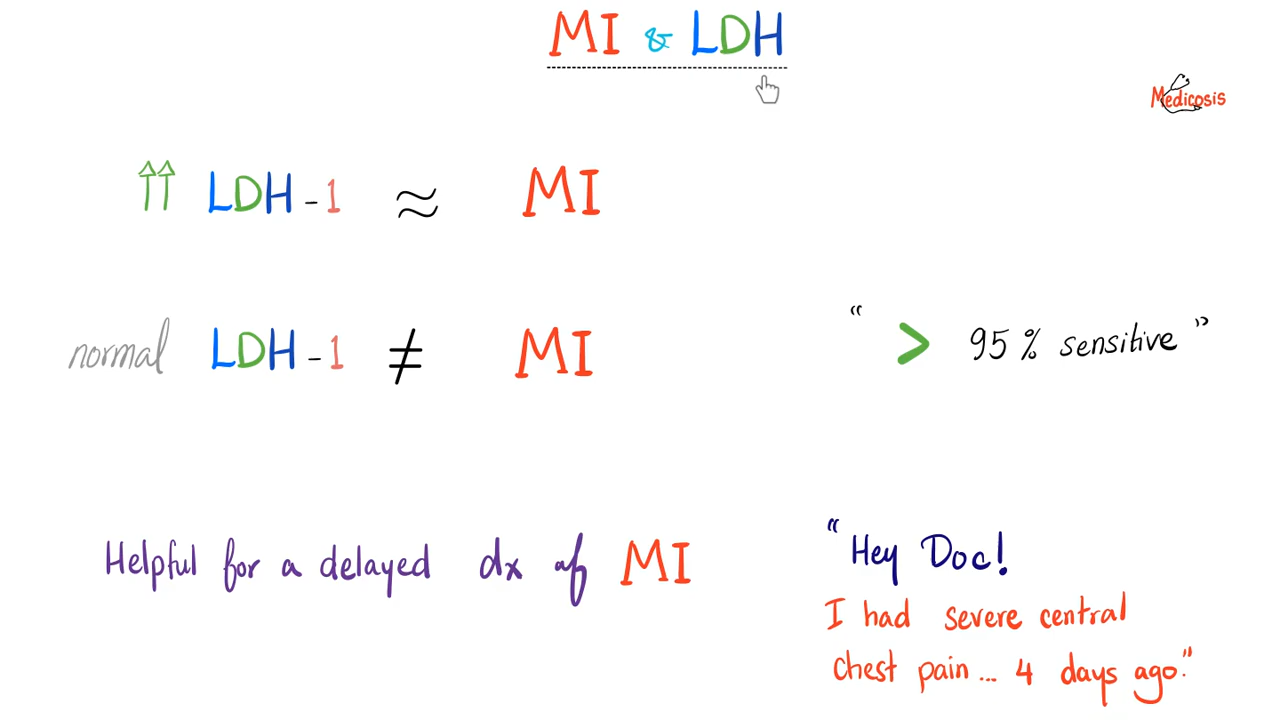 MI & LDH
Medicosis
↑↑ LDH-1 ≈ MI
normal LDH-1 ≠ MI
" > 95% sensitive "
Helpful for a delayed dx of MI
"Hey Doc!
I had severe central
chest pain... 4 days ago."